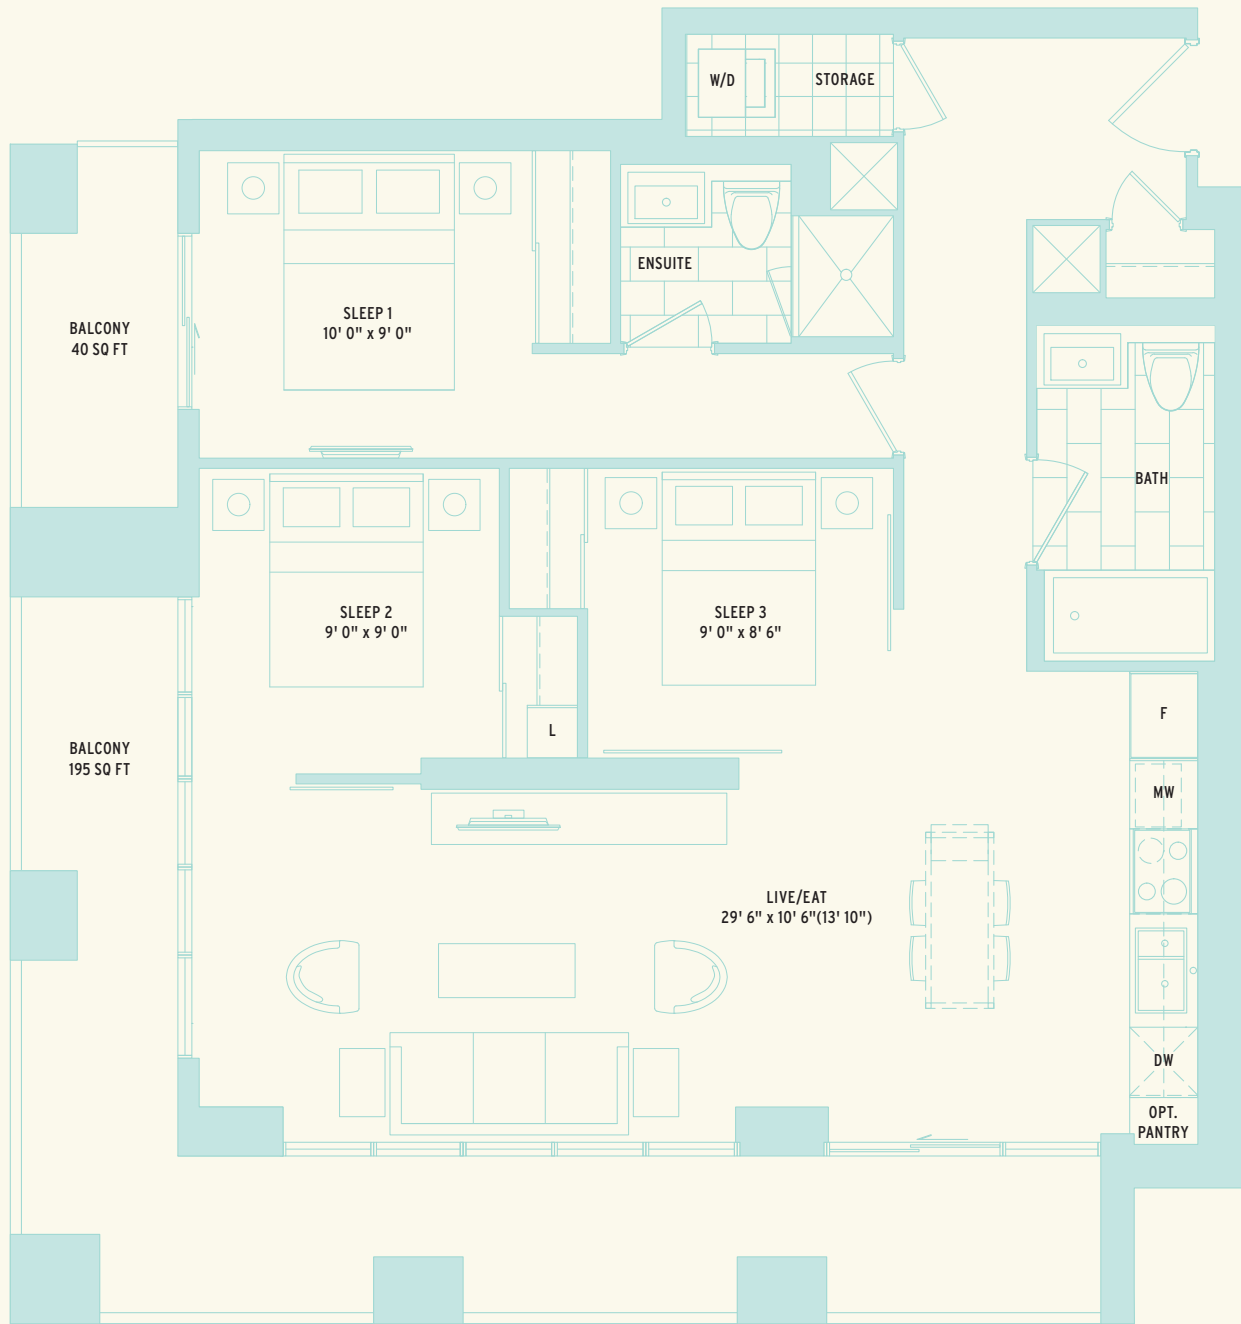 W/D
STORAGE
ENSUITE
SLEEP 1
10' 0" x 9' 0"
BALCONY
40 SQ FT
BATH
SLEEP 2
9' 0" x 9' 0"
SLEEP 3
9' 0" x 8' 6"
L
F
BALCONY
195 SQ FT
MW
LIVE/EAT
29' 6" x 10' 6"(13' 10")
DW
OPT.
PANTRY